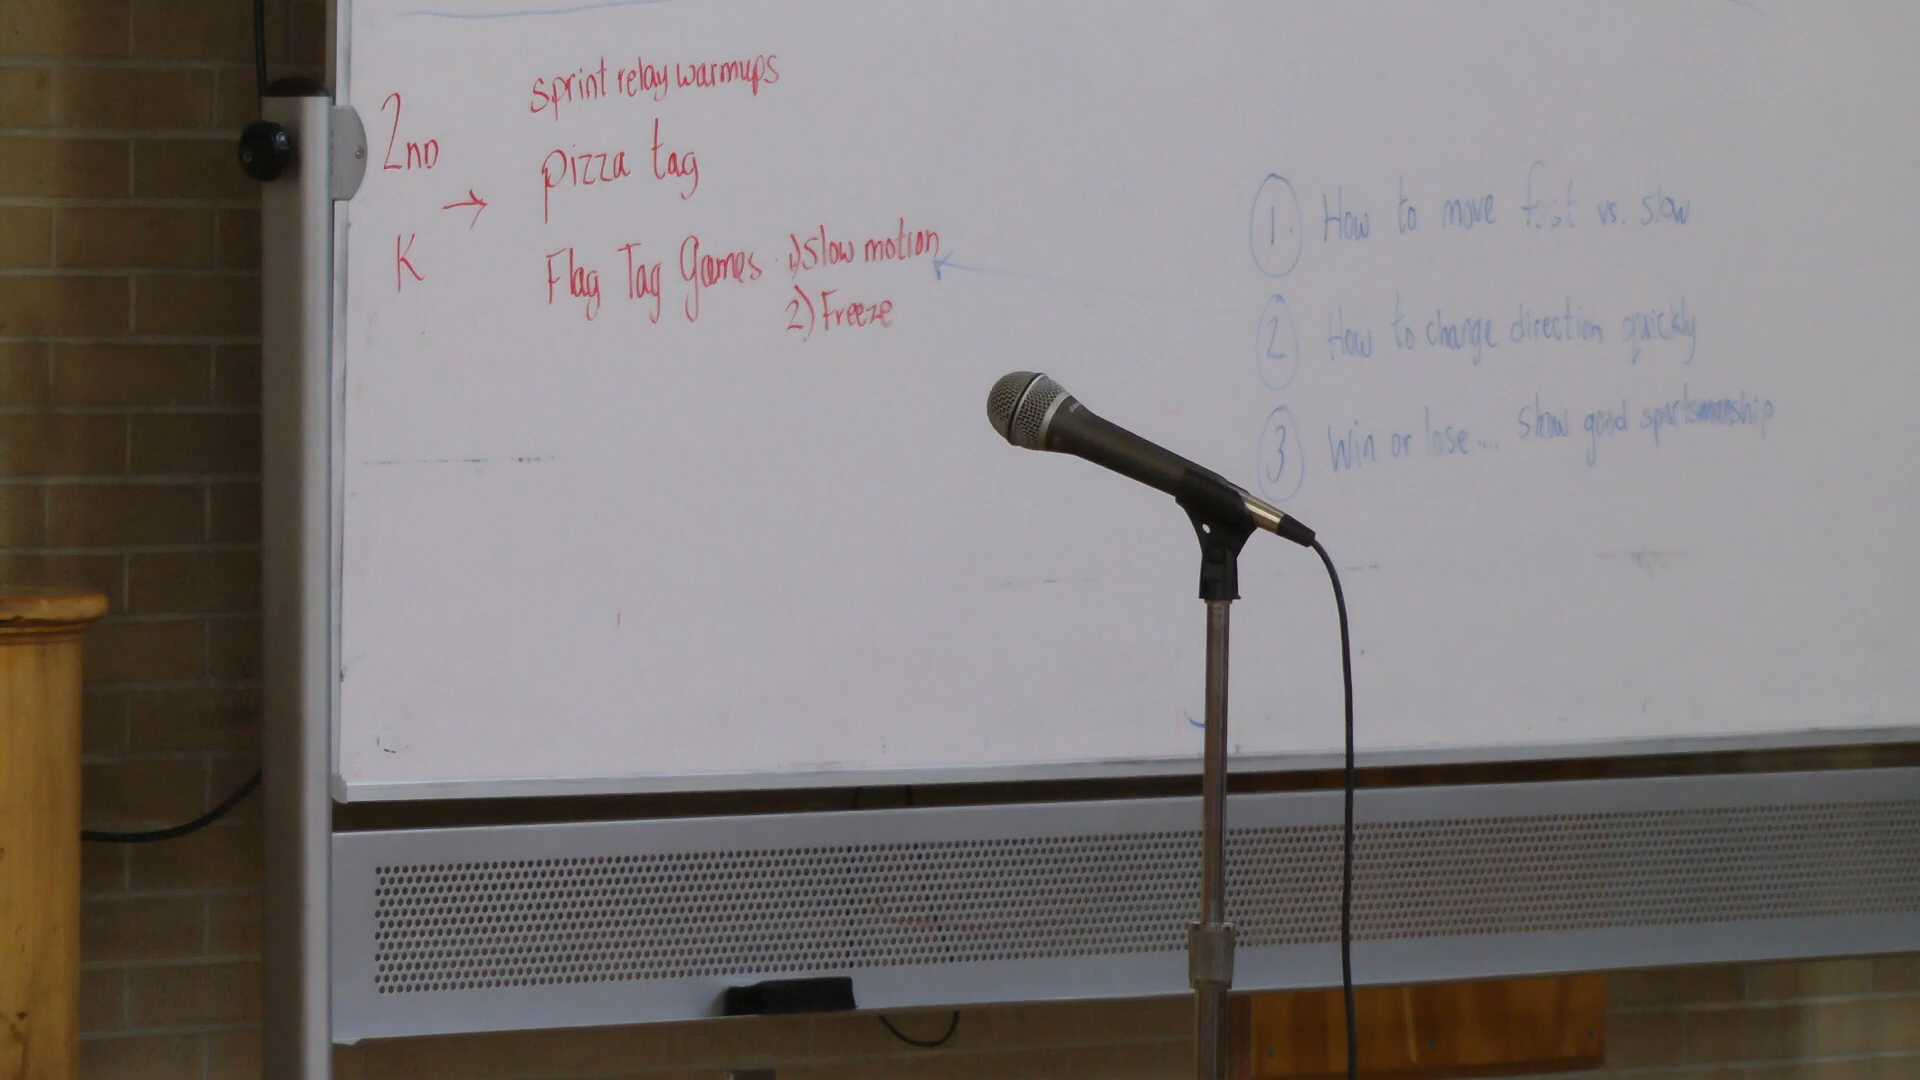 sprint relay warmups
2ND
pizza tag
K → Flag Tag Games 1) Slow motion
2) Freeze
1. How to move fast vs. slow
2 How to change direction quickly
3 Win or lose.... Show good sportsmanship